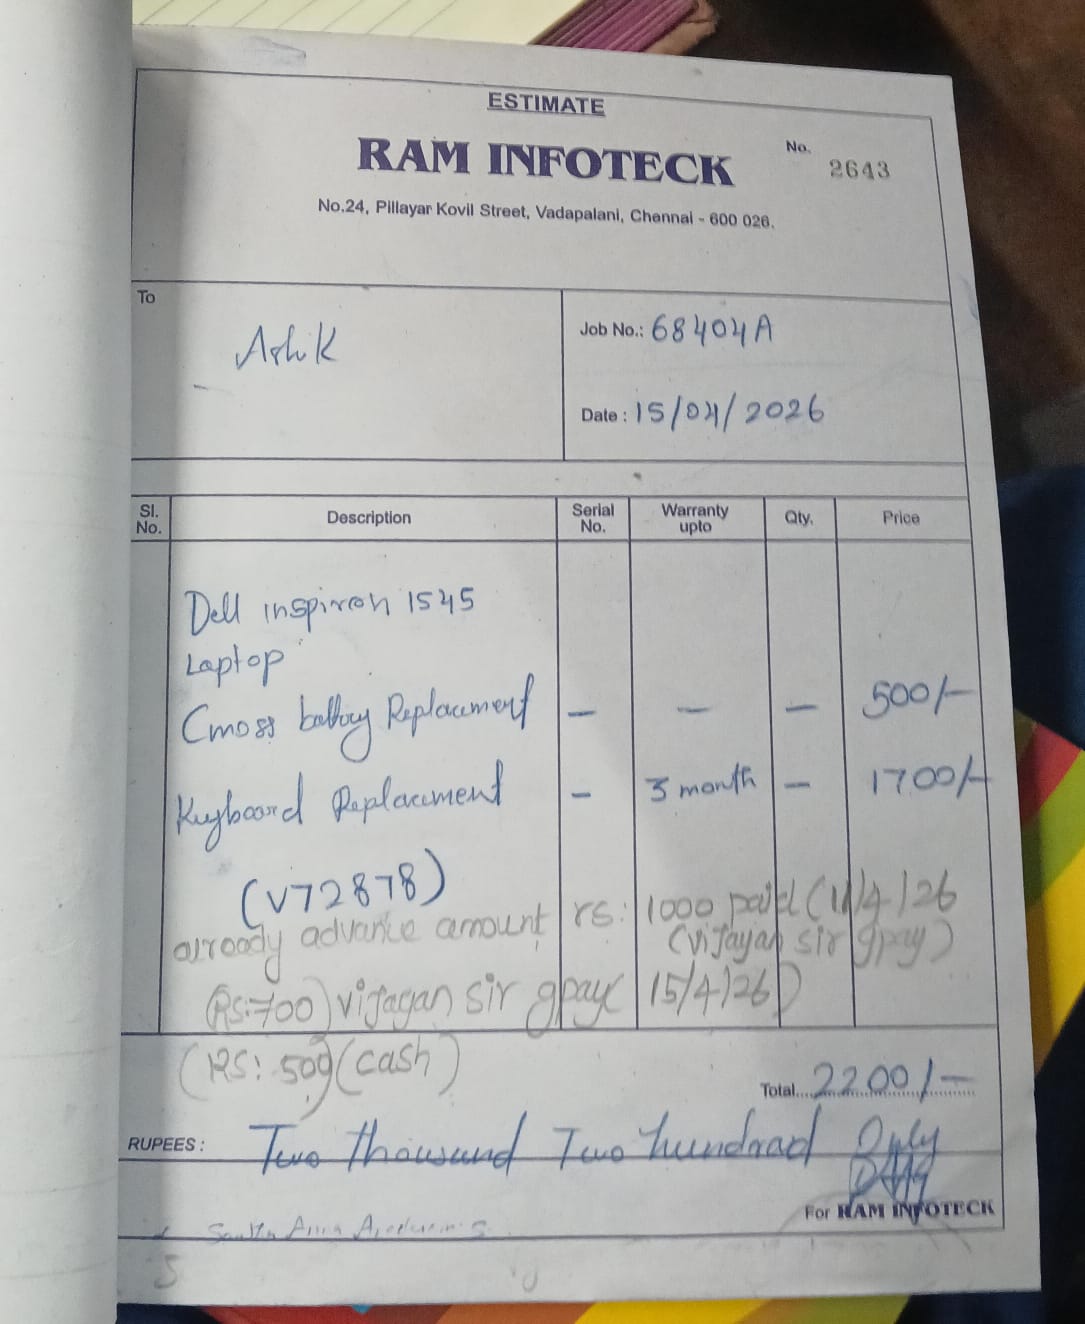 ESTIMATE
RAM INFOTECK
No. 2643
No.24, Pillayar Kovil Street, Vadapalani, Chennai - 600 026.
To
Ashik
Job No.: 68404A
Date : 15/04/2026
Sl. No. Description Serial No. Warranty upto Qty. Price
Dell inspiron 1545
Laptop
Cmoss battery Replacement - - - 500/-
Keyboard Replacement - 3 month - 1700/-
(V72878)
already advance amount rs: 1000 paid (11/4/26
(vijayan sir gpay)
(RS:700) vijayan sir gpay (15/4/26)
(RS: 500 (cash)
Total.... 2200/-
RUPEES : Two thousand Two hundrad Only
For RAM INFOTECK